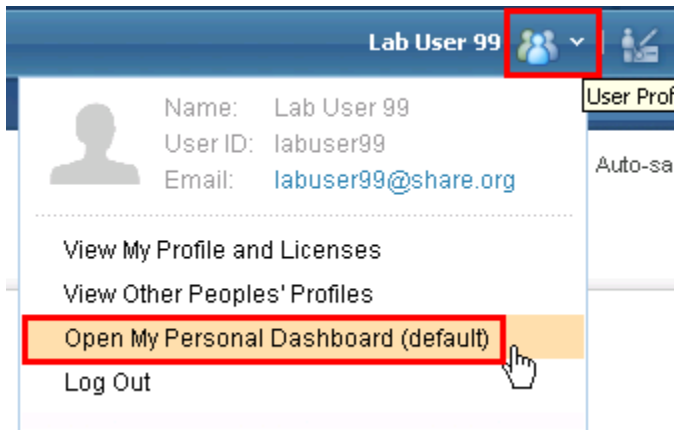 Lab User 99
User Prof
Name: Lab User 99
User ID: labuser99
Email: labuser99@share.org
Auto-sa
View My Profile and Licenses
View Other Peoples' Profiles
Open My Personal Dashboard (default)
Log Out